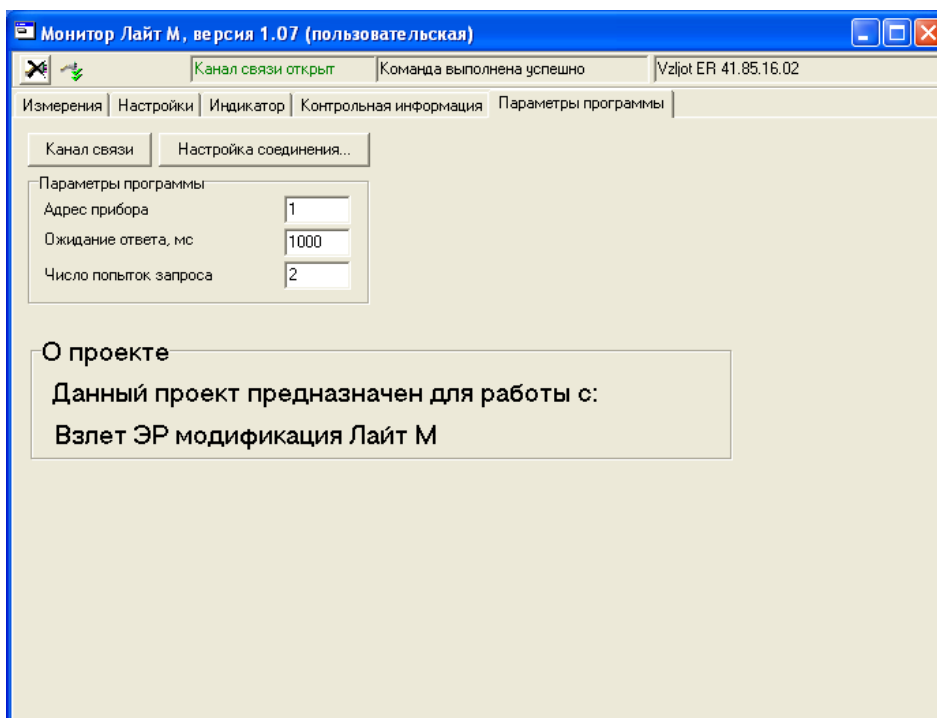 Монитор Лайт М, версия 1.07 (пользовательская)
Канал связи открыт Команда выполнена успешно Vzljot ER 41.85.16.02
Измерения Настройки Индикатор Контрольная информация Параметры программы
Канал связи Настройка соединения...
Параметры программы
Адрес прибора 1
Ожидание ответа, мс 1000
Число попыток запроса 2
О проекте
Данный проект предназначен для работы с:
Взлет ЭР модификация Лайт М